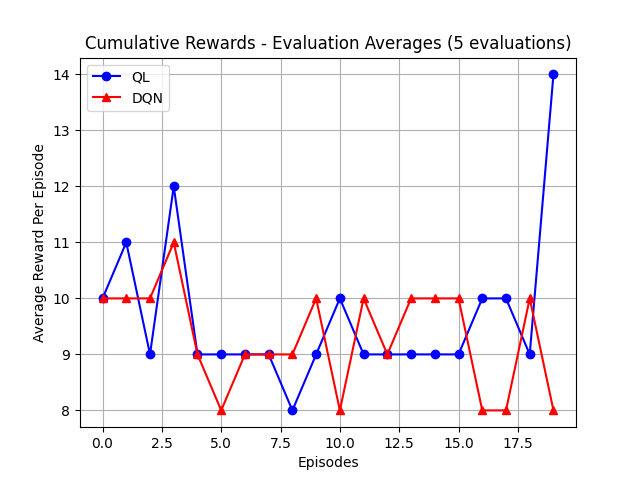 Cumulative Rewards - Evaluation Averages (5 evaluations)
QL
DQN
Average Reward Per Episode
14
13
12
11
10
9
8
0.0 2.5 5.0 7.5 10.0 12.5 15.0 17.5
Episodes